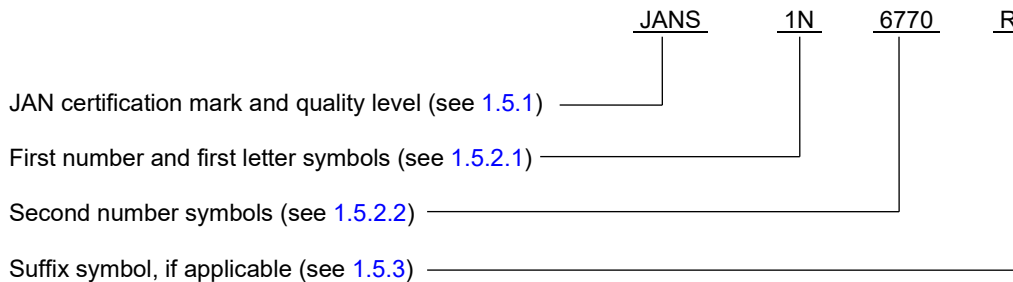 JANS 1N 6770 R
JAN certification mark and quality level (see 1.5.1)
First number and first letter symbols (see 1.5.2.1)
Second number symbols (see 1.5.2.2)
Suffix symbol, if applicable (see 1.5.3)